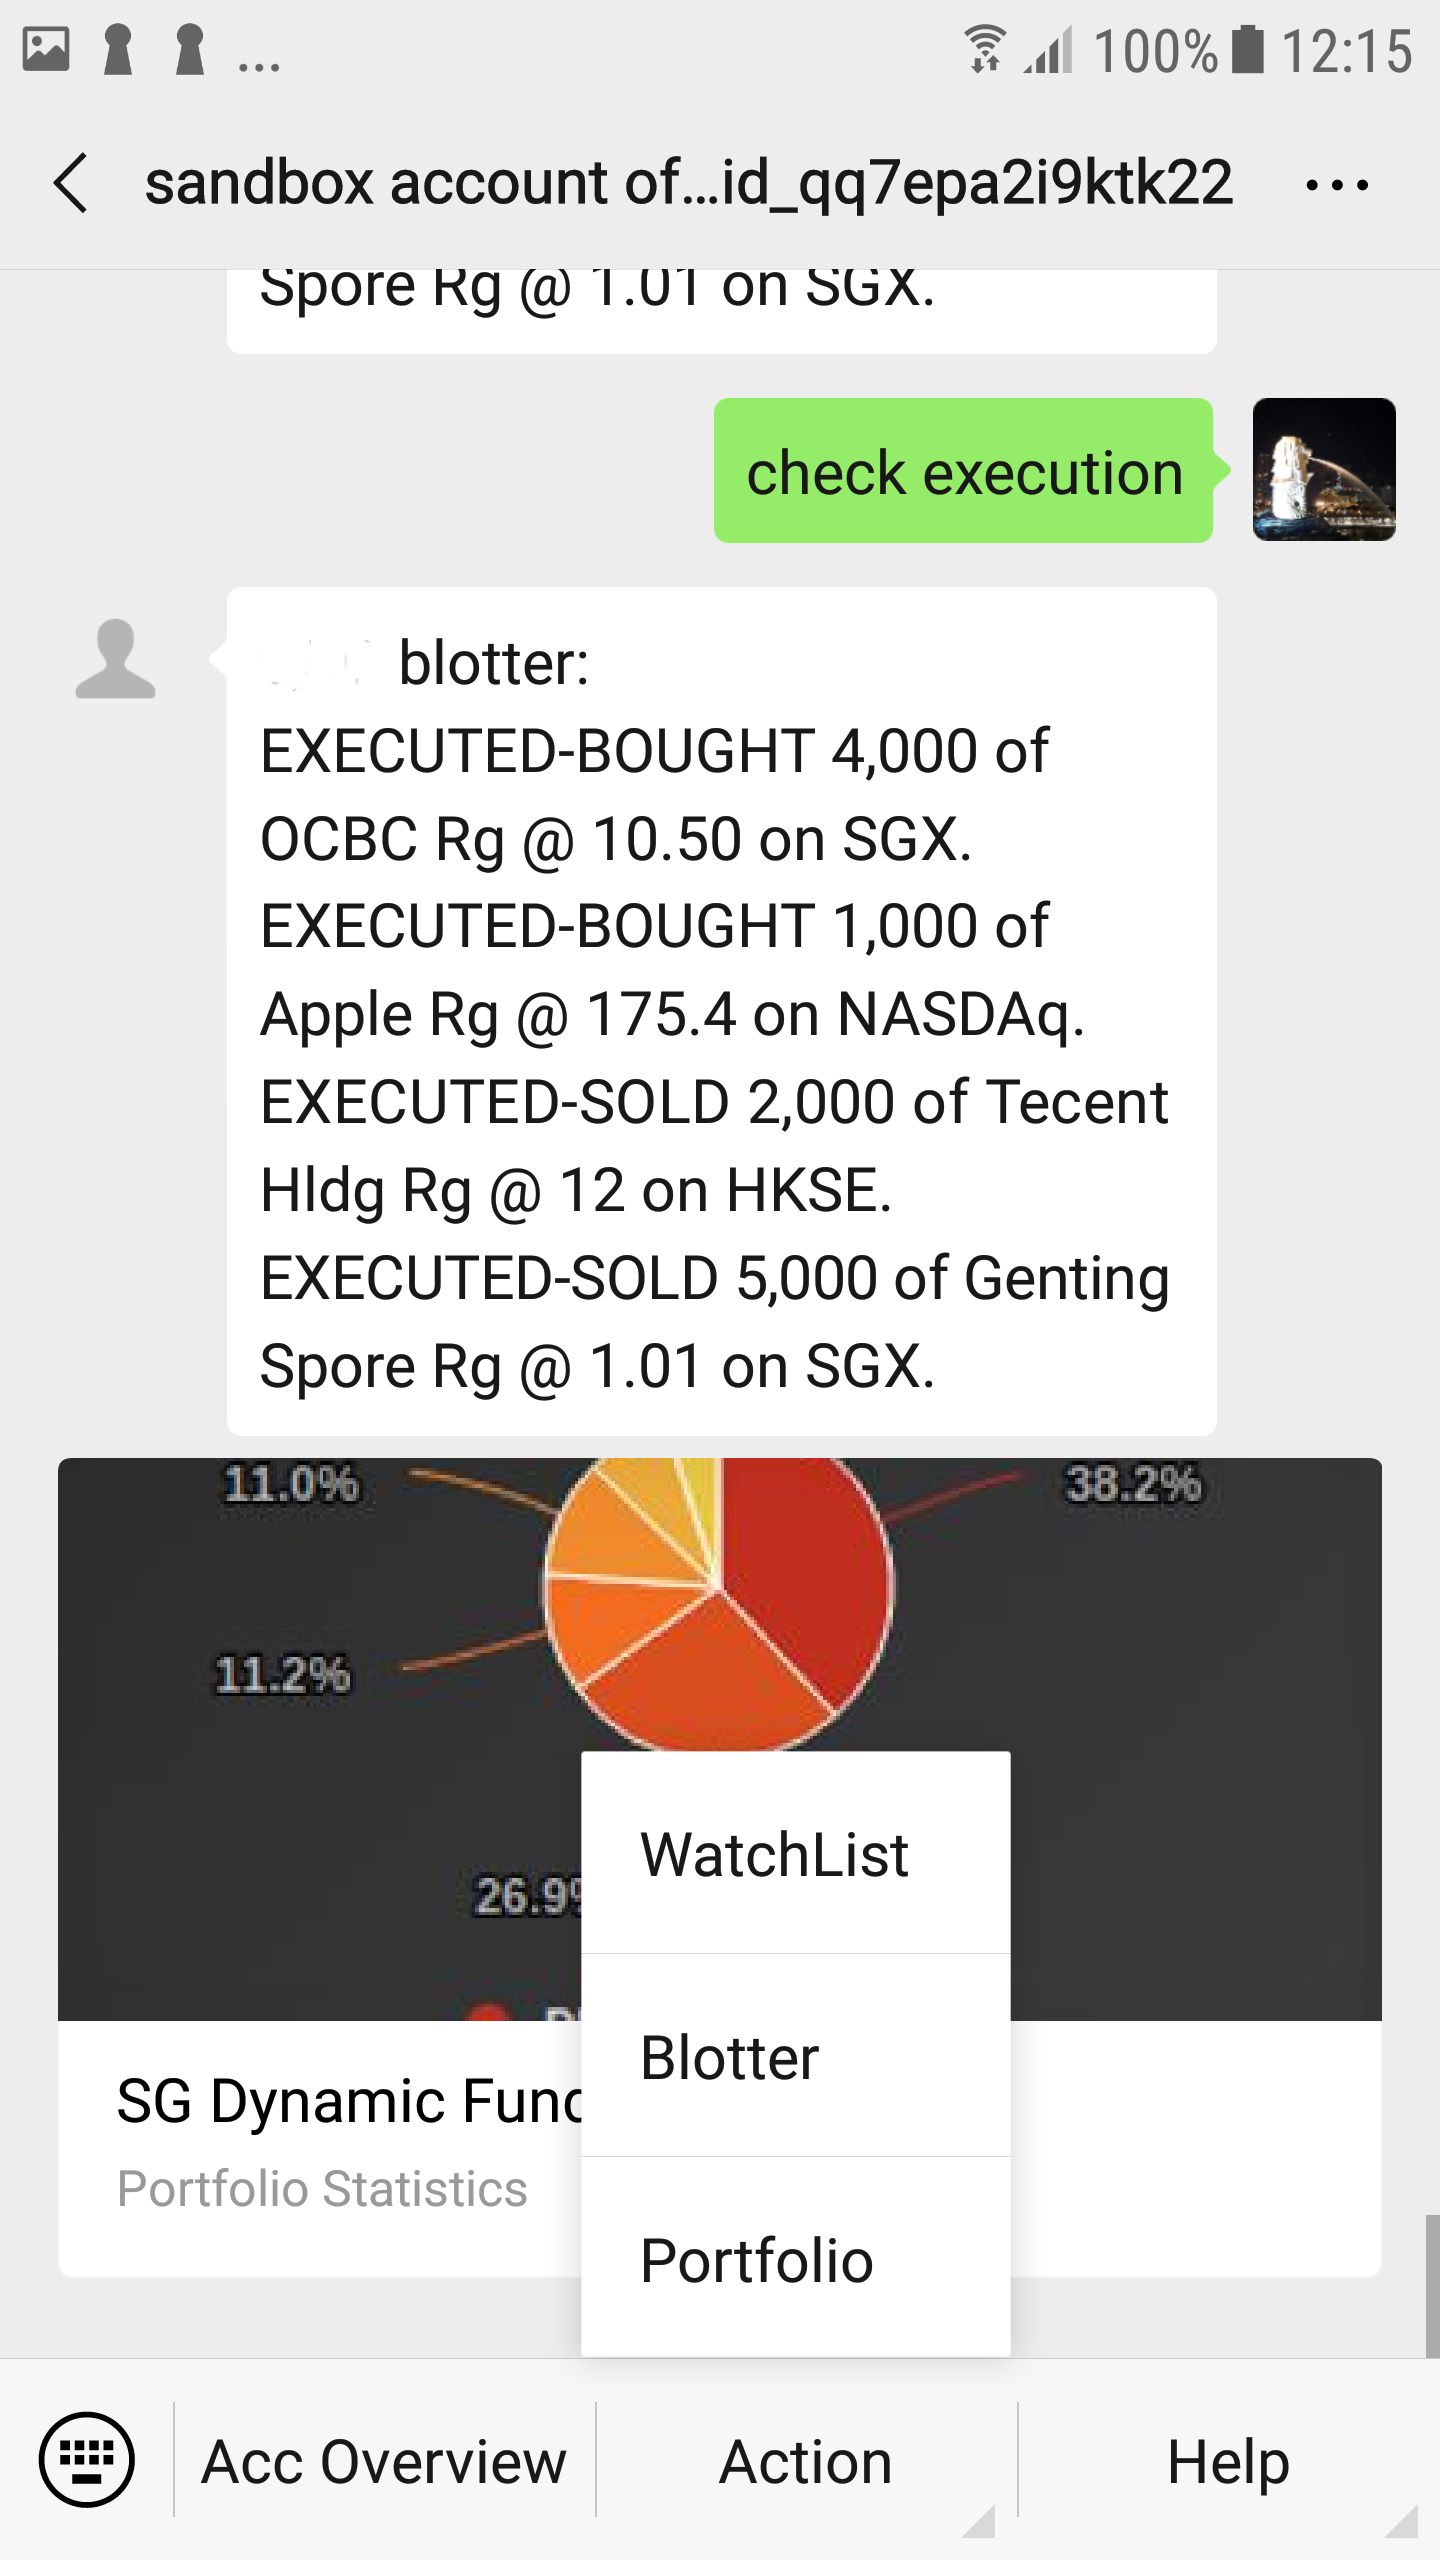 ... 100% 12:15
sandbox account of...id_qq7epa2i9ktk22
Spore Rg @ 1.01 on SGX.
check execution
blotter:
EXECUTED-BOUGHT 4,000 of
OCBC Rg @ 10.50 on SGX.
EXECUTED-BOUGHT 1,000 of
Apple Rg @ 175.4 on NASDAq.
EXECUTED-SOLD 2,000 of Tecent
Hldg Rg @ 12 on HKSE.
EXECUTED-SOLD 5,000 of Genting
Spore Rg @ 1.01 on SGX.
11.0% 38.2%
11.2%
26.9%
WatchList
Blotter
Portfolio
SG Dynamic Fund
Portfolio Statistics
Acc Overview Action Help